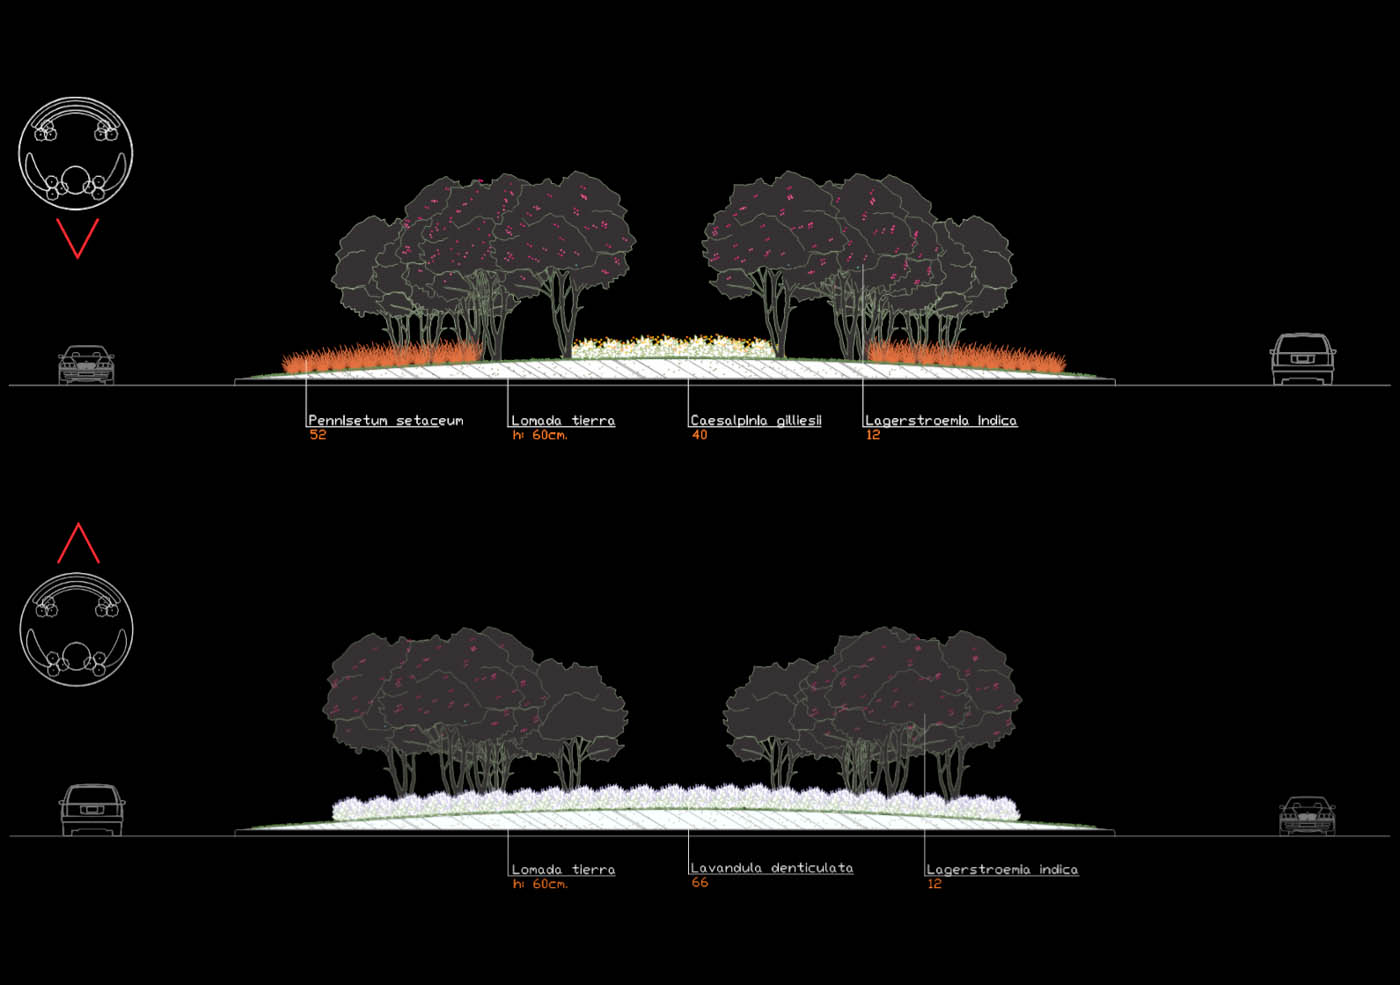 Pennisetum setaceum
52
Lomada tierra
h: 60cm.
Caesalpinia gilliesii
40
Lagerstroemia indica
12
Lomada tierra
h: 60cm.
Lavandula denticulata
66
Lagerstroemia indica
12